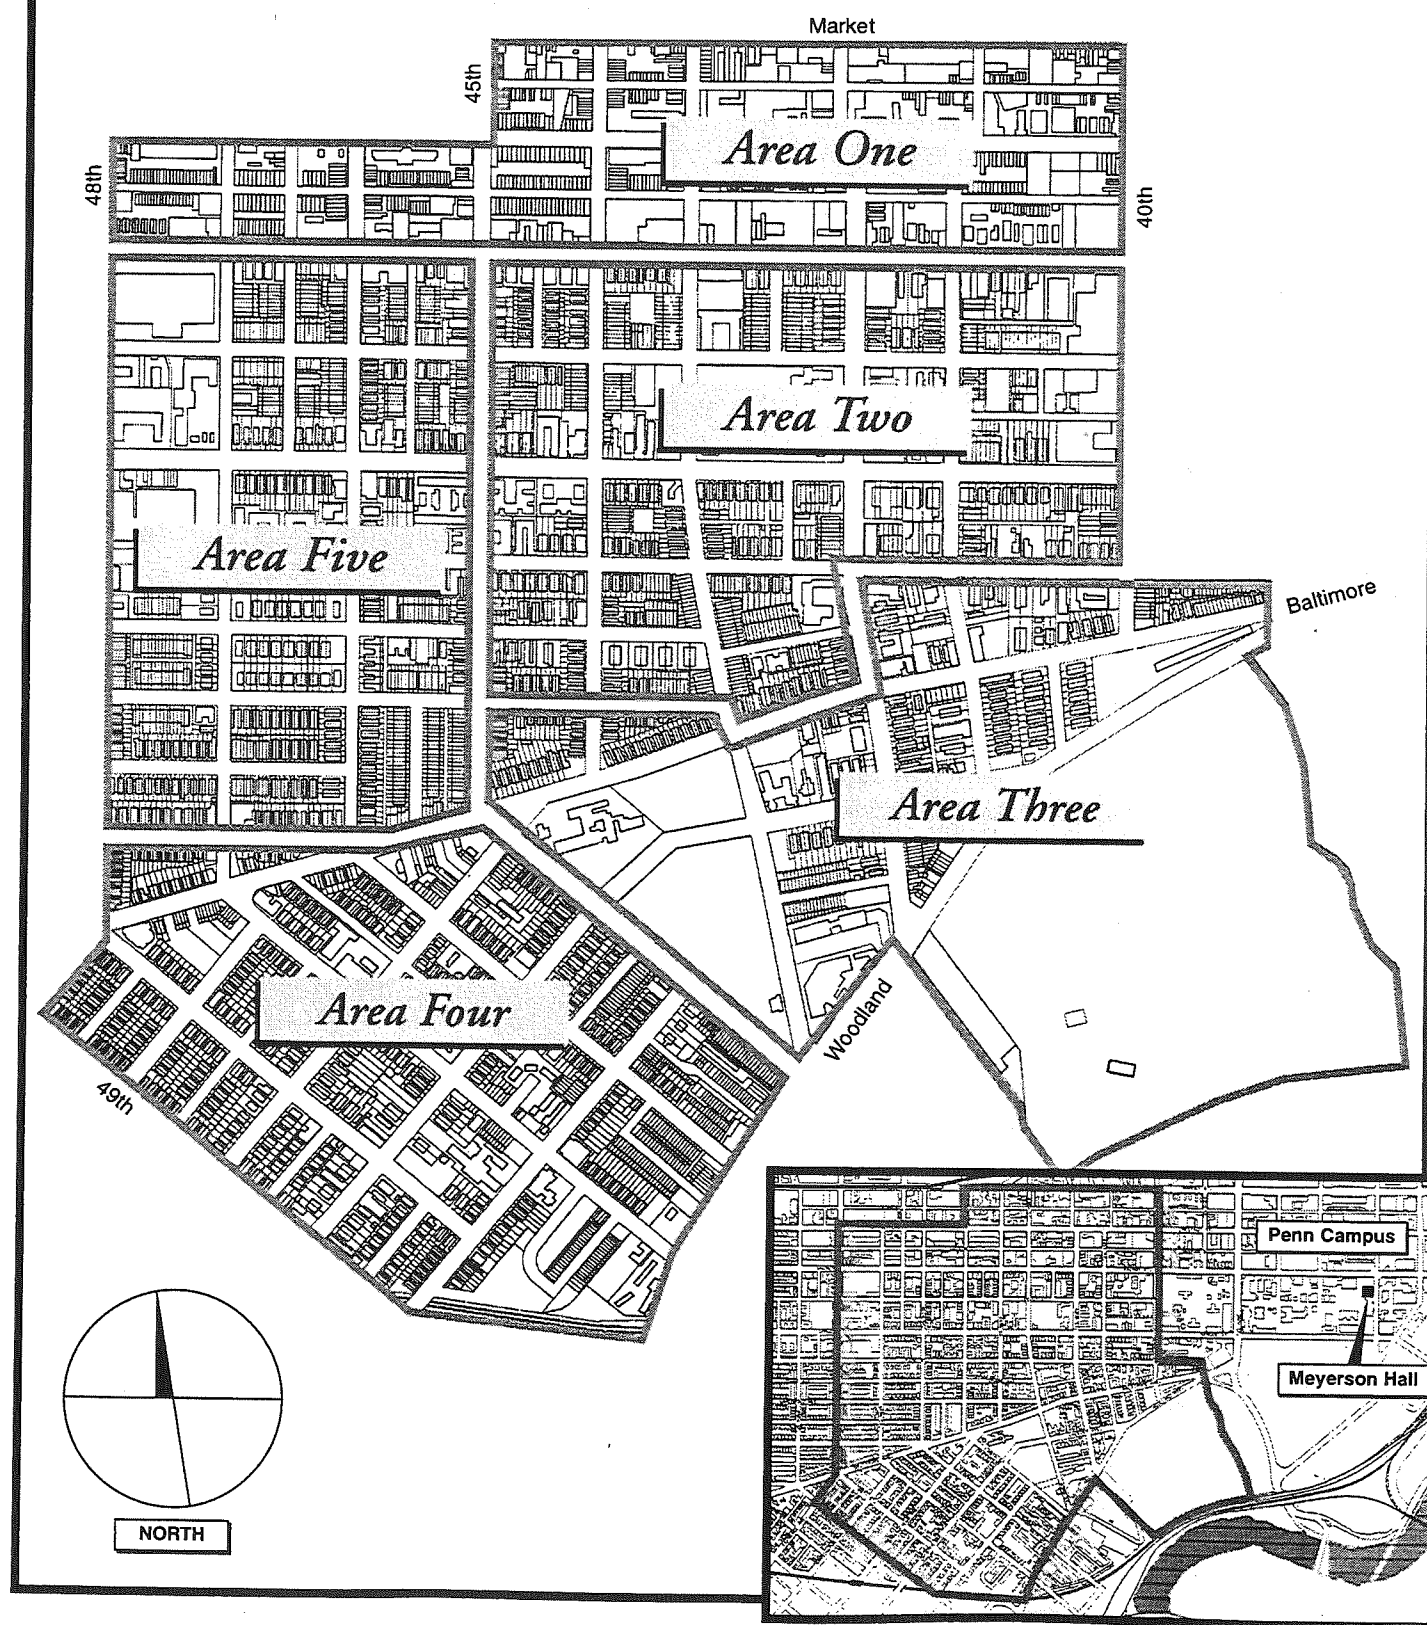 Market
45th
Area One
48th
40th
Area Two
Area Five
Baltimore
Area Three
Area Four
Woodland
49th
Penn Campus
Meyerson Hall
NORTH